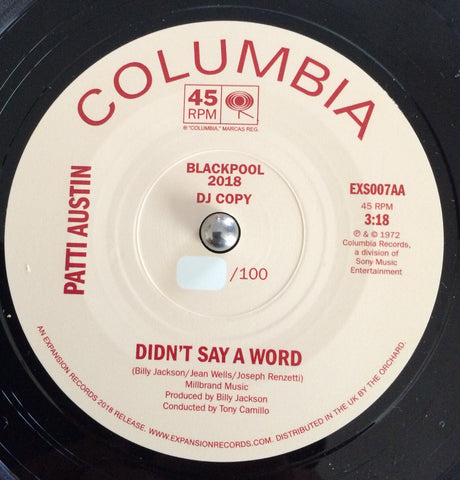 COLUMBIA
45
RPM
® "COLUMBIA," MARCAS REG.
PATTI AUSTIN
BLACKPOOL
2018
DJ COPY
/100
EXS007AA
45 RPM
3:18
℗ & © 1972
Columbia Records,
a division of
Sony Music
Entertainment
DIDN'T SAY A WORD
(Billy Jackson/Jean Wells/Joseph Renzetti)
Millbrand Music
Produced by Billy Jackson
Conducted by Tony Camillo
AN EXPANSION RECORDS 2018 RELEASE. WWW.EXPANSIONRECORDS.COM. DISTRIBUTED IN THE UK BY THE ORCHARD.